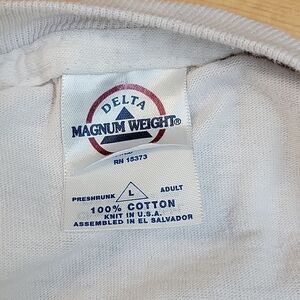 DELTA
MAGNUM WEIGHT®
RN 15373
PRESHRUNK L ADULT
100% COTTON
KNIT IN U.S.A.
ASSEMBLED IN EL SALVADOR